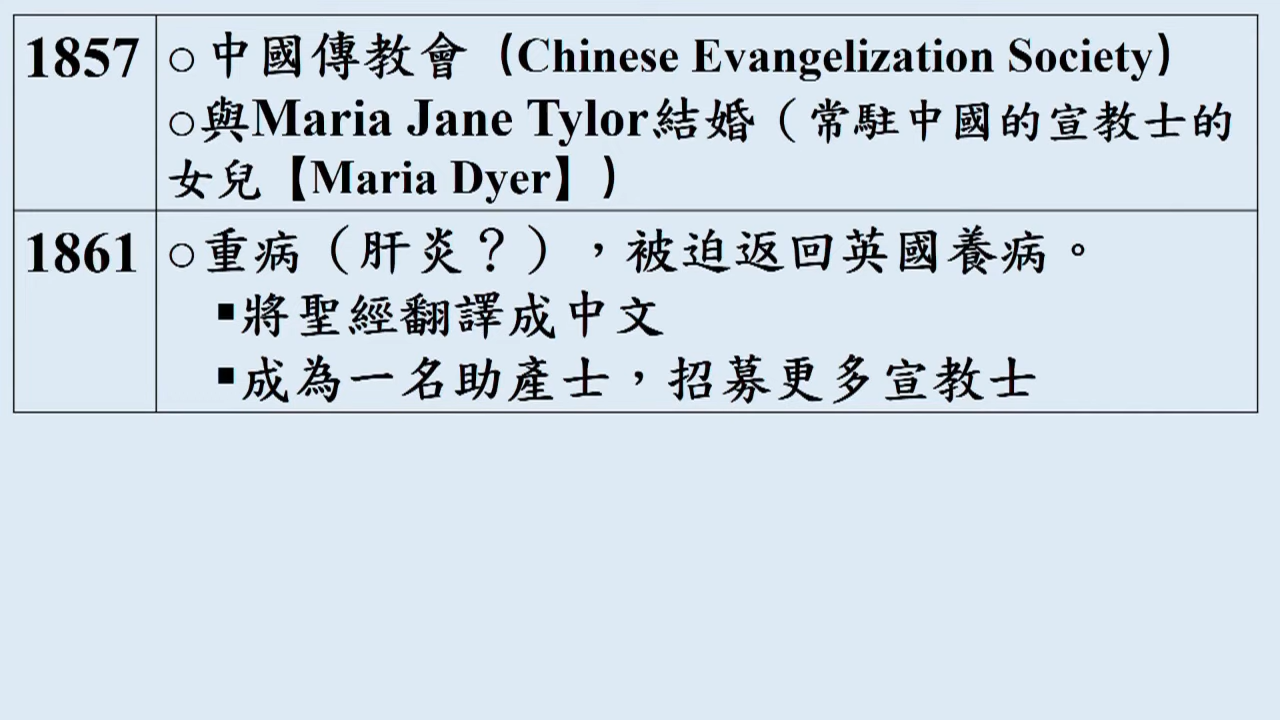 1857
○中國傳教會（Chinese Evangelization Society）
○與Maria Jane Tylor結婚（常駐中國的宣教士的
女兒【Maria Dyer】）
1861
○重病（肝炎？），被迫返回英國養病。
▪將聖經翻譯成中文
▪成為一名助產士，招募更多宣教士